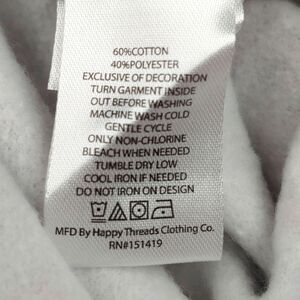 60%COTTON
40%POLYESTER
EXCLUSIVE OF DECORATION
TURN GARMENT INSIDE
OUT BEFORE WASHING
MACHINE WASH COLD
GENTLE CYCLE
ONLY NON-CHLORINE
BLEACH WHEN NEEDED
TUMBLE DRY LOW
COOL IRON IF NEEDED
DO NOT IRON ON DESIGN
MFD By Happy Threads Clothing Co.
RN#151419